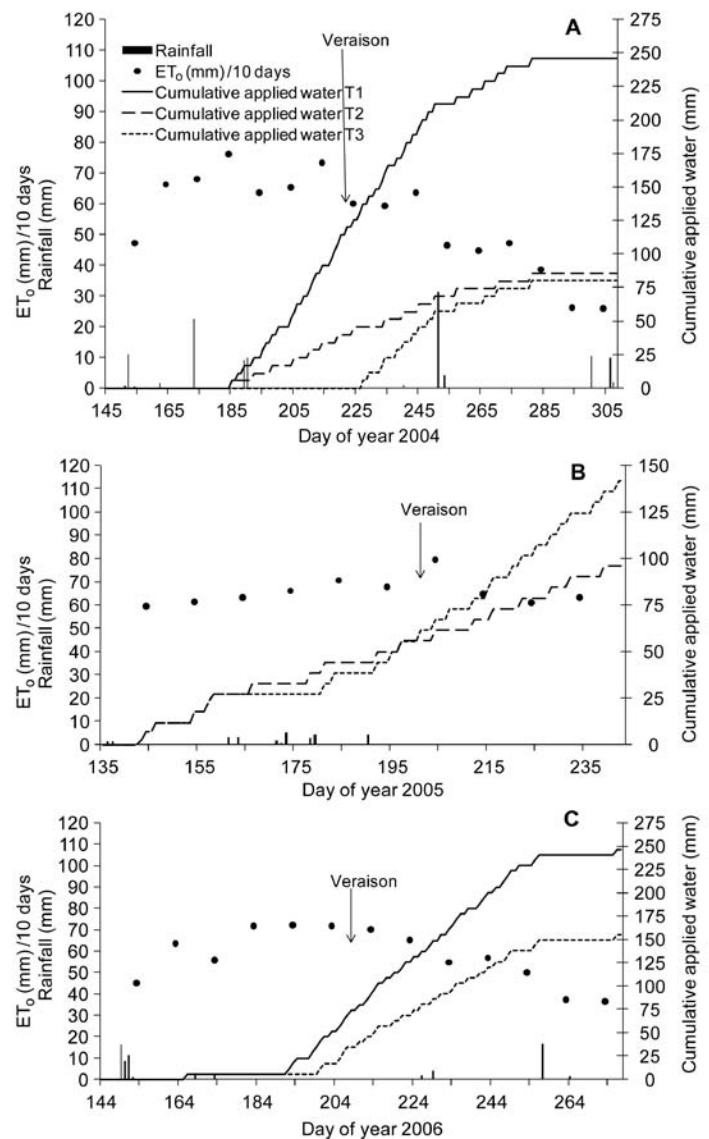 A
Veraison
Rainfall
ETo (mm)/10 days
Cumulative applied water T1
Cumulative applied water T2
Cumulative applied water T3
ETo (mm)/10 days
Rainfall (mm)
120
110
100
90
80
70
60
50
40
30
20
10
0
275
250
225
200
175
150
125
100
75
50
25
0
Cumulative applied water (mm)
145 165 185 205 225 245 265 285 305
Day of year 2004
B
Veraison
ETo (mm)/10 days
Rainfall (mm)
120
110
100
90
80
70
60
50
40
30
20
10
0
150
125
100
75
50
25
0
Cumulative applied water (mm)
135 155 175 195 215 235
Day of year 2005
C
Veraison
ETo (mm)/10 days
Rainfall (mm)
120
110
100
90
80
70
60
50
40
30
20
10
0
275
250
225
200
175
150
125
100
75
50
25
0
Cumulative applied water (mm)
144 164 184 204 224 244 264
Day of year 2006